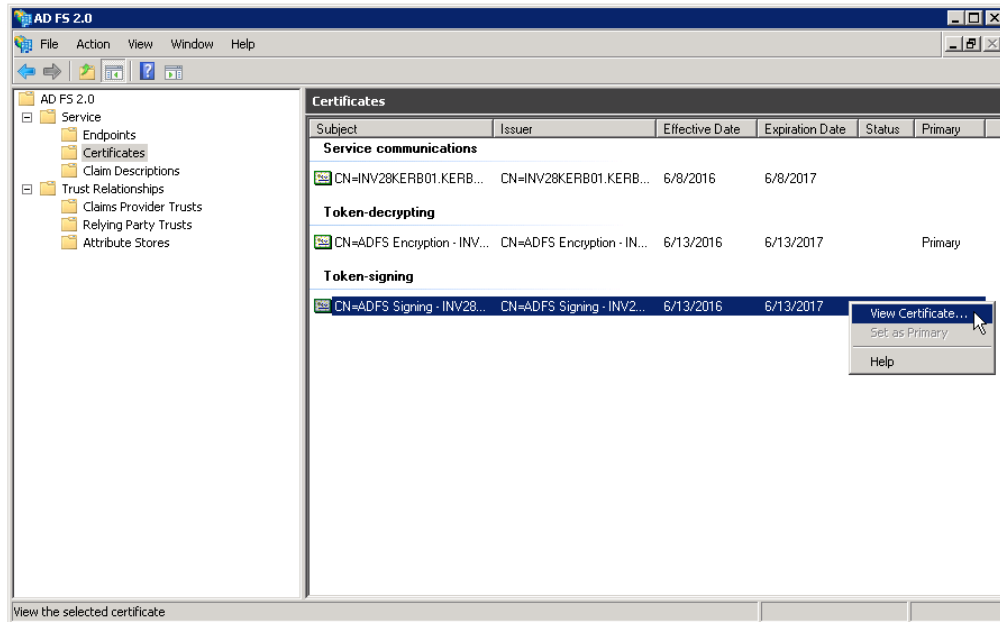 AD FS 2.0
File Action View Window Help
AD FS 2.0
Service
Endpoints
Certificates
Claim Descriptions
Trust Relationships
Claims Provider Trusts
Relying Party Trusts
Attribute Stores
Certificates
Subject Issuer Effective Date Expiration Date Status Primary
Service communications
CN=INV28KERB01.KERB... CN=INV28KERB01.KERB... 6/8/2016 6/8/2017
Token-decrypting
CN=ADFS Encryption - INV... CN=ADFS Encryption - IN... 6/13/2016 6/13/2017 Primary
Token-signing
CN=ADFS Signing - INV28... CN=ADFS Signing - INV2... 6/13/2016 6/13/2017
View Certificate...
Set as Primary
Help
View the selected certificate